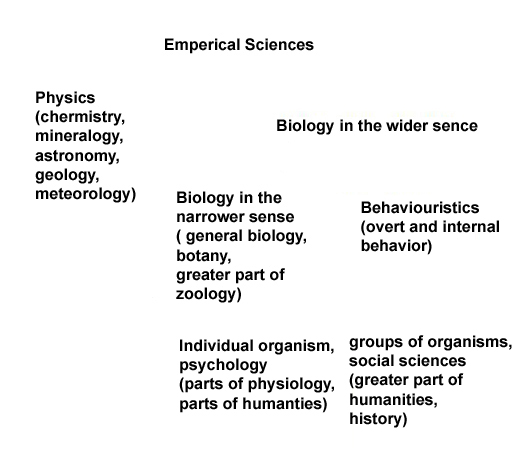 Emperical Sciences
Physics
(chermistry,
mineralogy,
astronomy,
geology,
meteorology)
Biology in the wider sence
Biology in the
narrower sense
( general biology,
botany,
greater part of
zoology)
Behaviouristics
(overt and internal
behavior)
Individual organism,
psychology
(parts of physiology,
parts of humanties)
groups of organisms,
social sciences
(greater part of
humanities,
history)